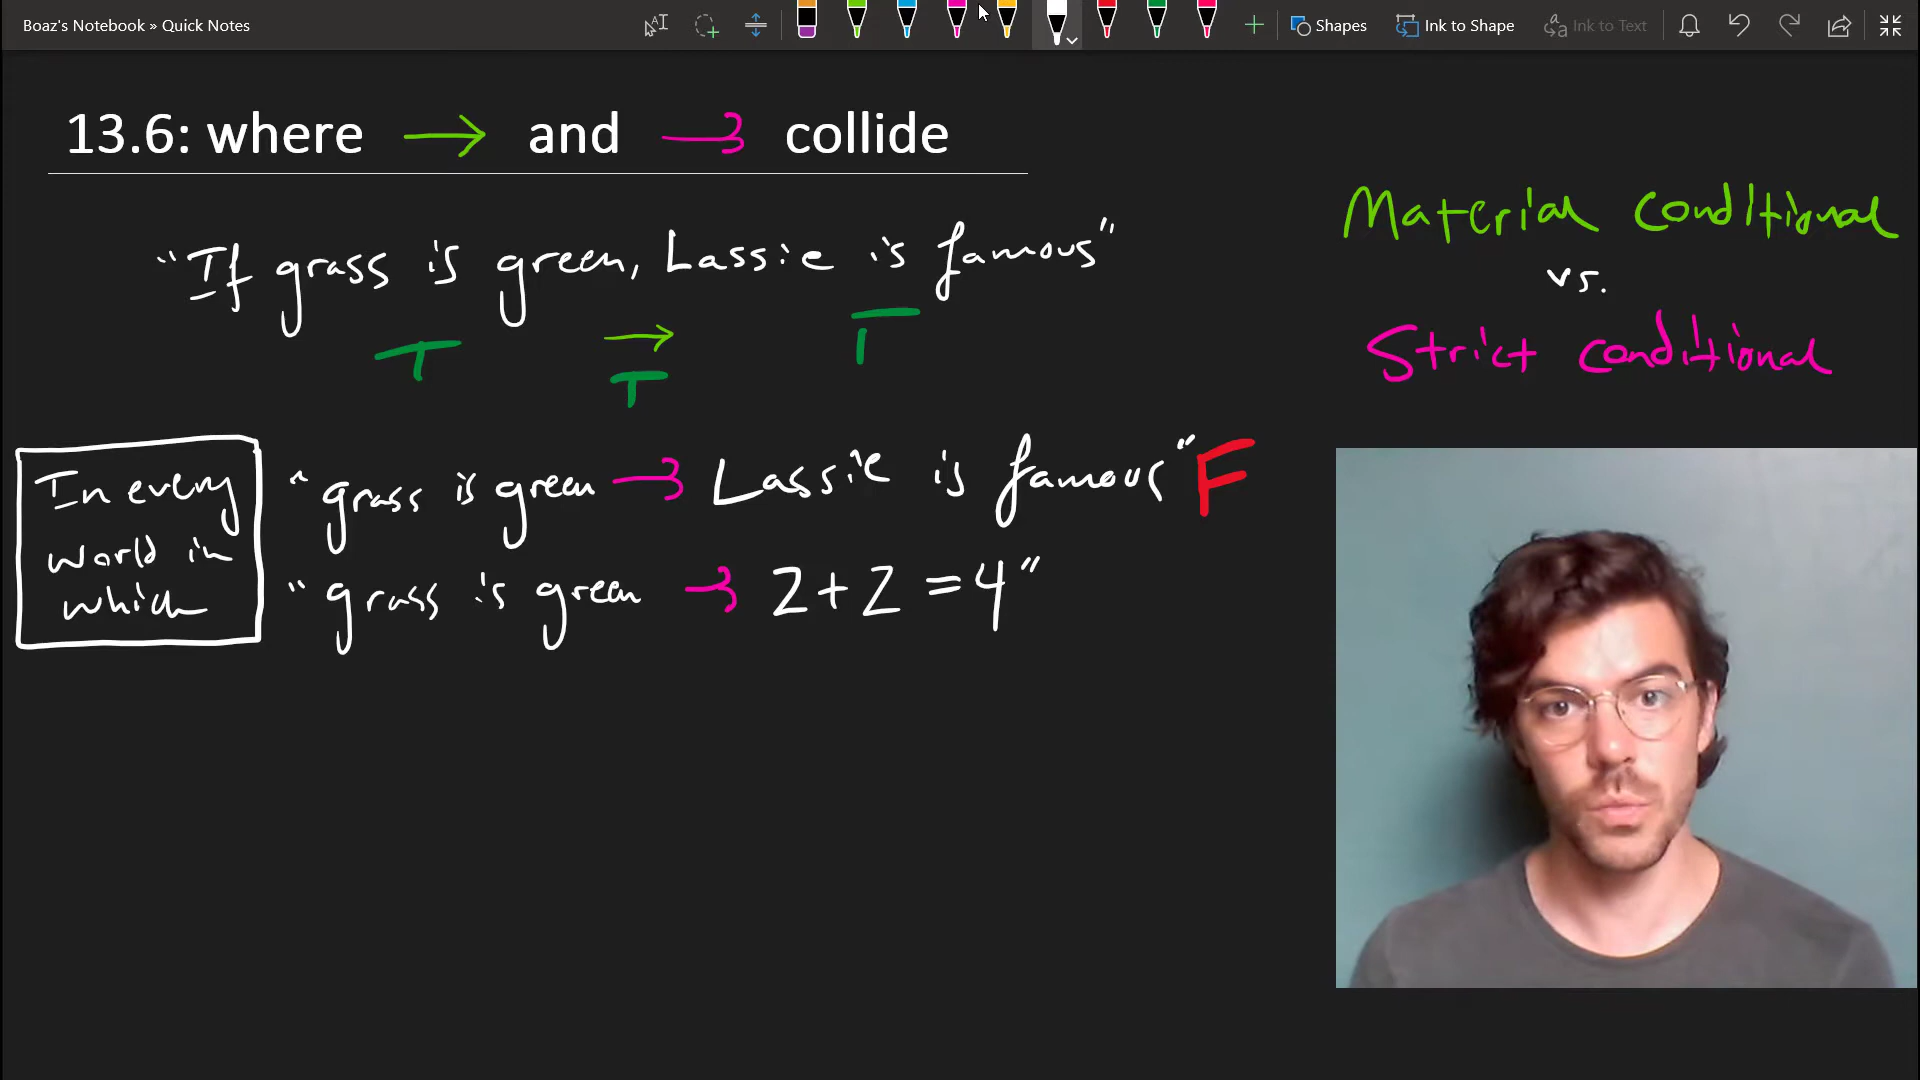 Boaz's Notebook » Quick Notes
Shapes
Ink to Shape
Ink to Text
13.6: where → and ⥽ collide
"If grass is green, Lassie is famous"
T → T
T
Material conditional
vs.
Strict conditional
In every
world in
which
"grass is green ⥽ Lassie is famous" F
"grass is green ⥽ 2+2=4"